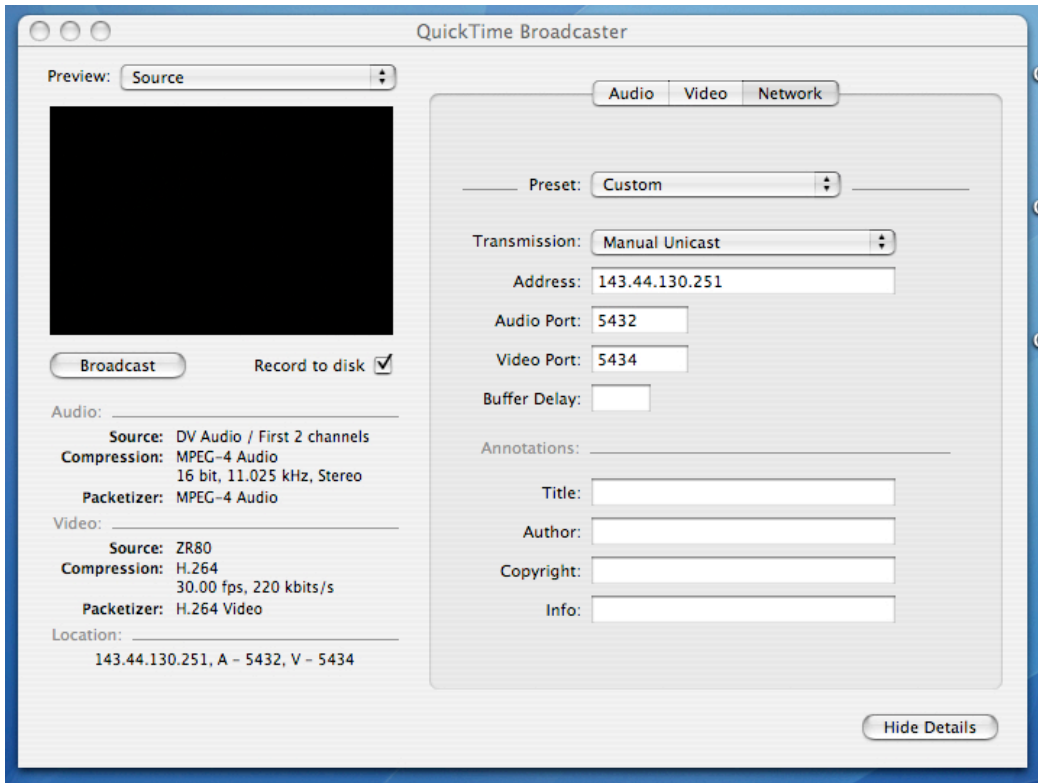 QuickTime Broadcaster
Preview: Source
Broadcast
Record to disk
Audio:
Source: DV Audio / First 2 channels
Compression: MPEG-4 Audio
16 bit, 11.025 kHz, Stereo
Packetizer: MPEG-4 Audio
Video:
Source: ZR80
Compression: H.264
30.00 fps, 220 kbits/s
Packetizer: H.264 Video
Location:
143.44.130.251, A - 5432, V - 5434
Audio Video Network
Preset: Custom
Transmission: Manual Unicast
Address: 143.44.130.251
Audio Port: 5432
Video Port: 5434
Buffer Delay:
Annotations:
Title:
Author:
Copyright:
Info:
Hide Details